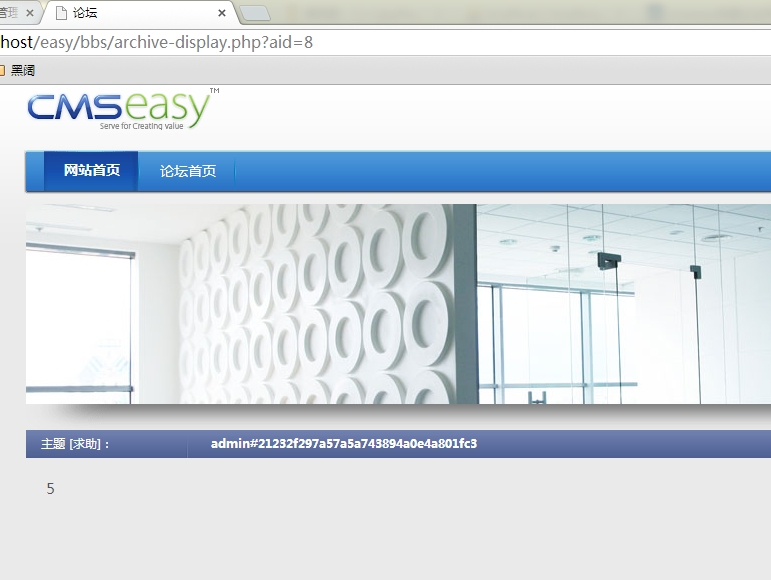 管理
论坛
host/easy/bbs/archive-display.php?aid=8
黑阔
CMSeasy™
Serve for Creating value
网站首页 论坛首页
主题 [求助]： admin#21232f297a57a5a743894a0e4a801fc3
5